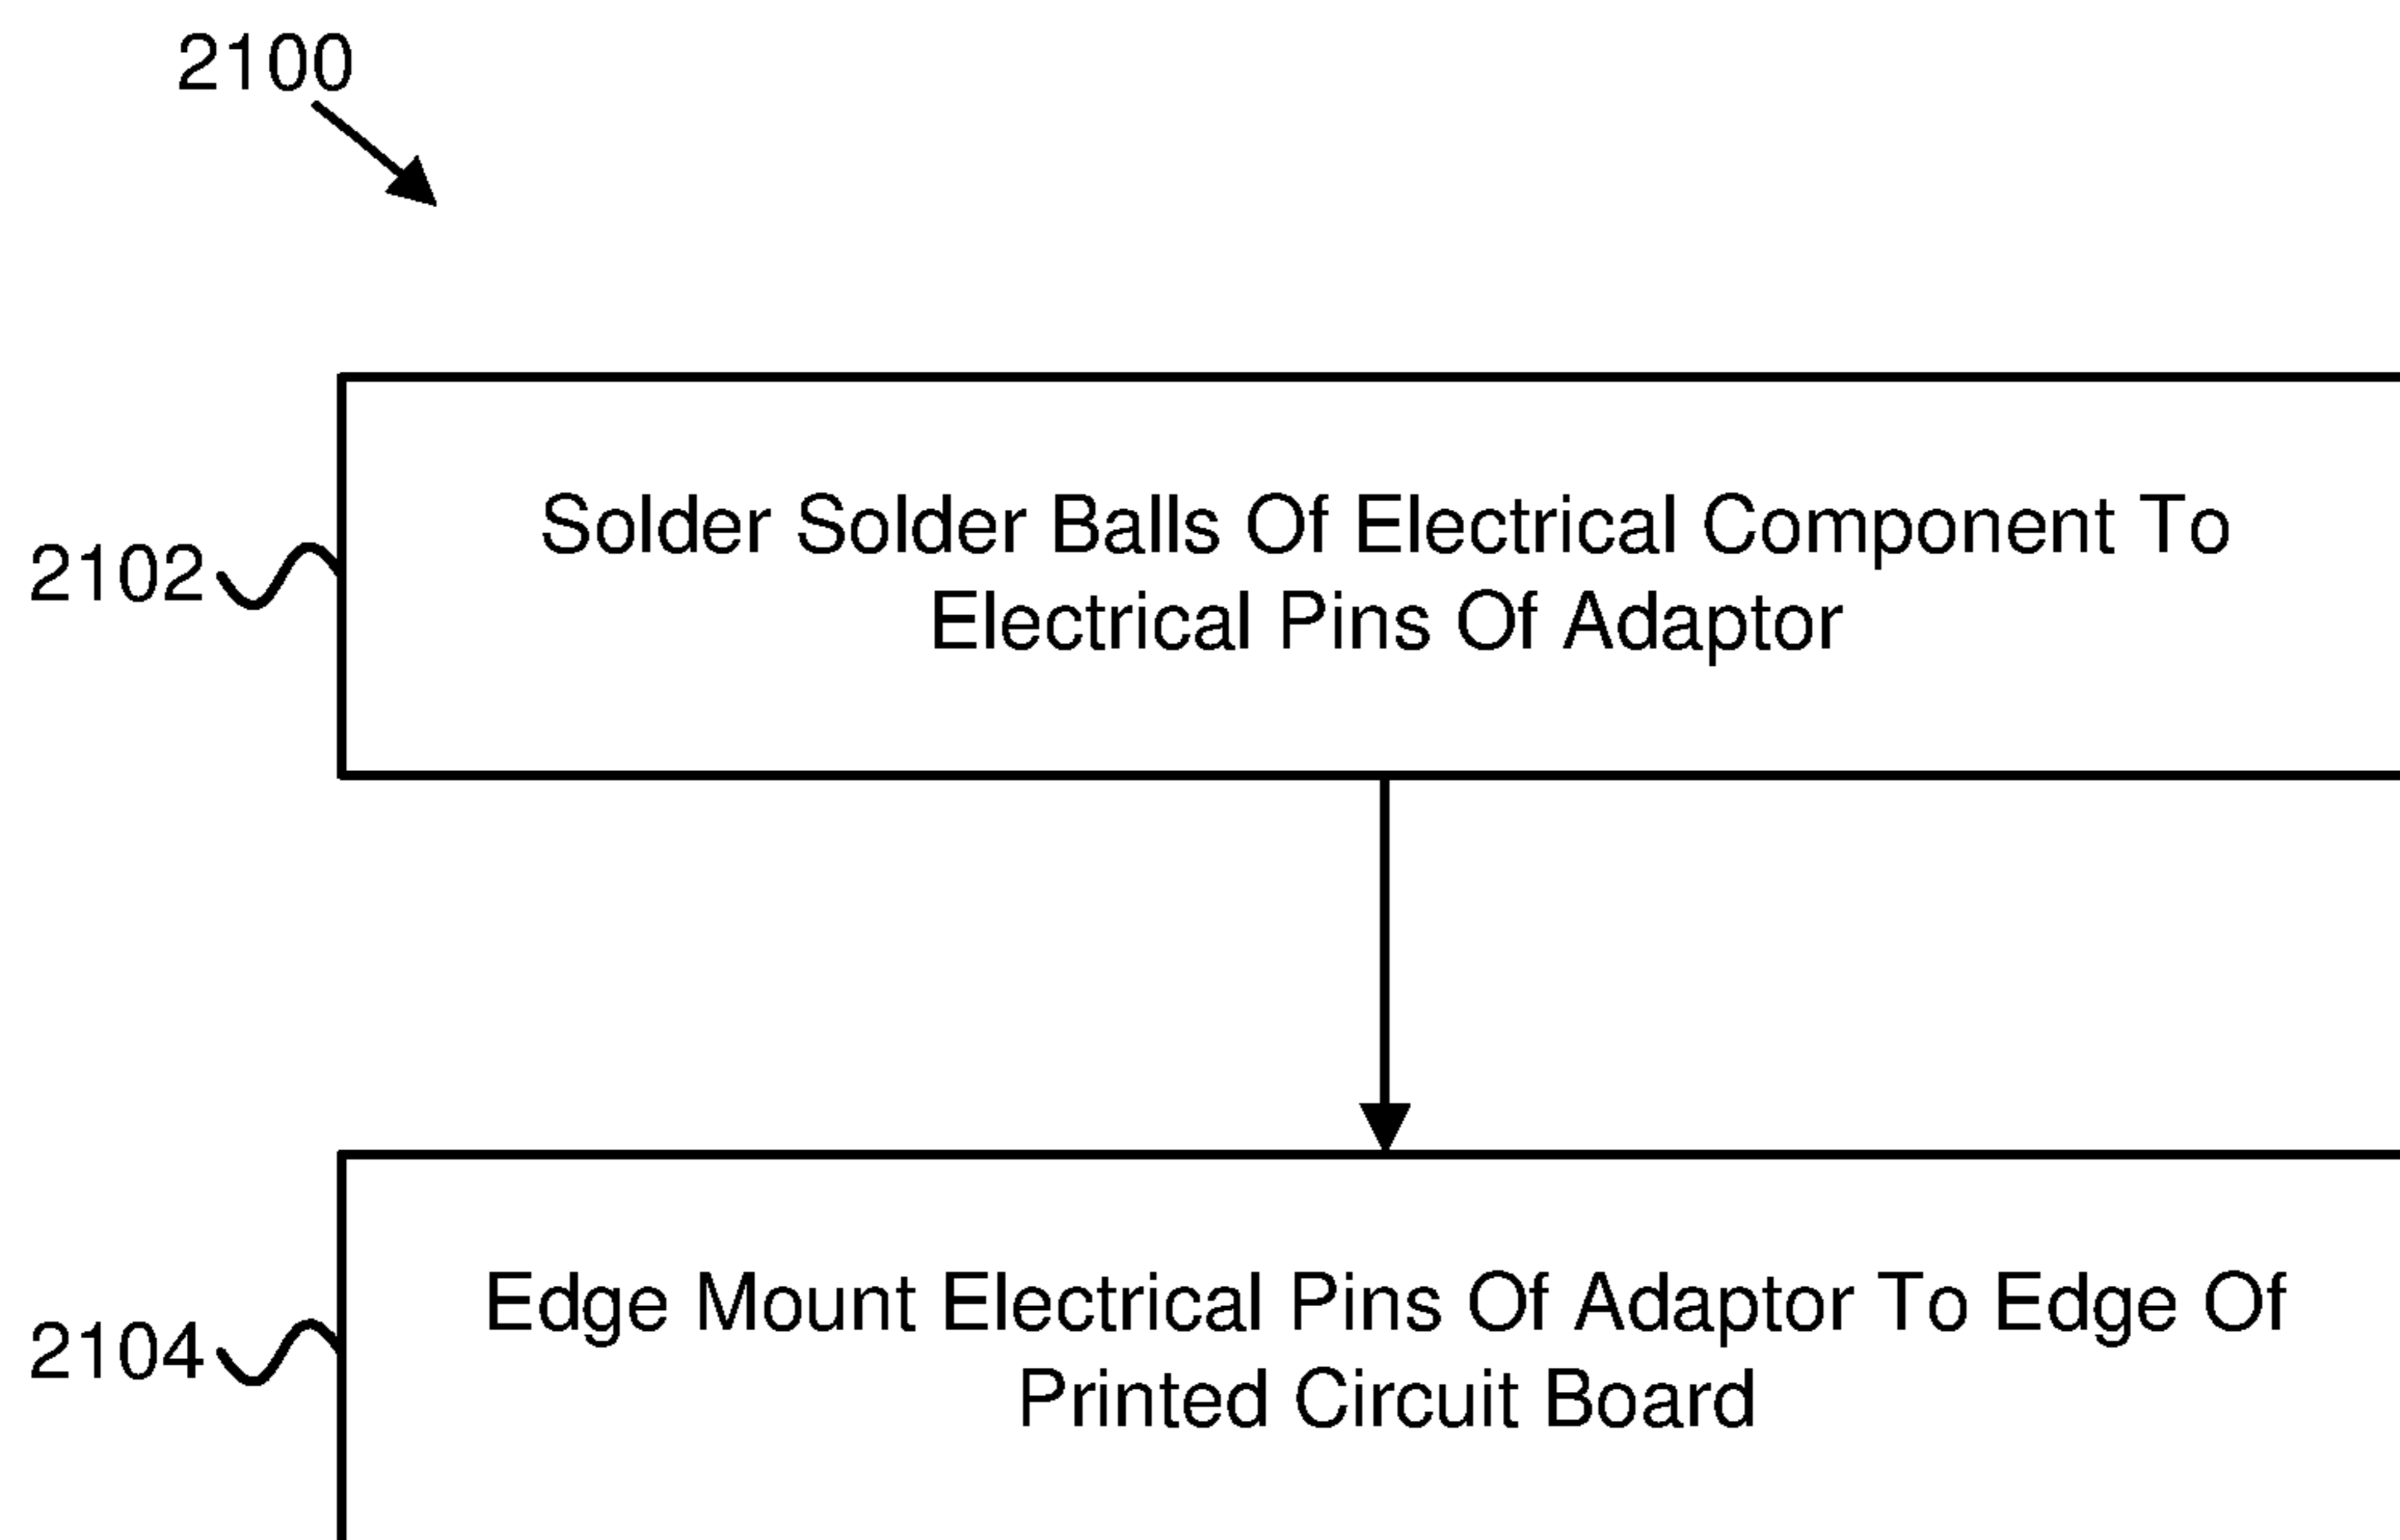 2100
2102
Solder Solder Balls Of Electrical Component To
Electrical Pins Of Adaptor
2104
Edge Mount Electrical Pins Of Adaptor To Edge Of
Printed Circuit Board